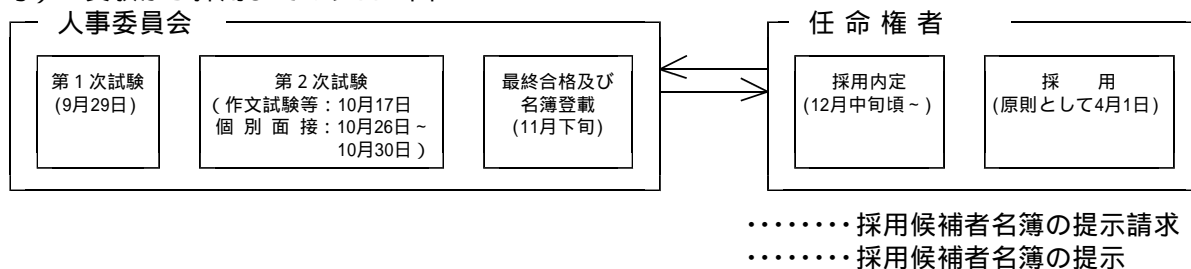 人事委員会
任命権者
第１次試験
(9月29日)
第２次試験
（作文試験等：10月17日
個別面接：10月26日～
10月30日）
最終合格及び
名簿登載
(11月下旬)
採用内定
(12月中旬頃～)
採　用
(原則として4月1日)
‥‥‥‥採用候補者名簿の提示請求
‥‥‥‥採用候補者名簿の提示